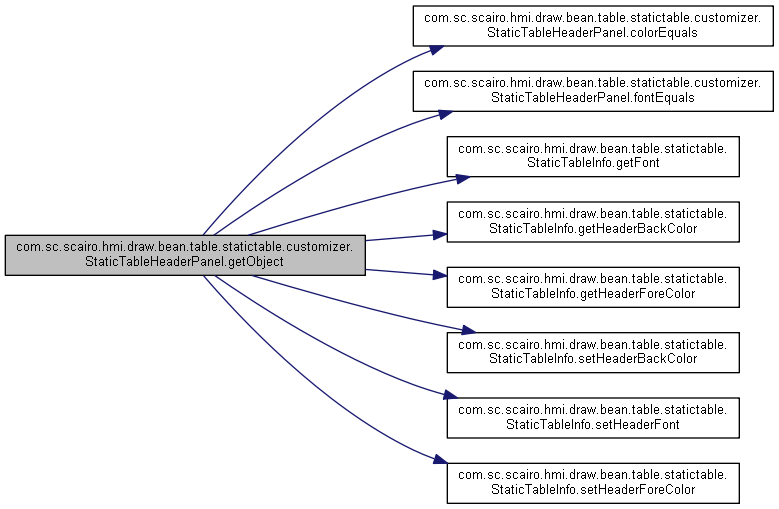 com.sc.scairo.hmi.draw.bean.table.statictable.customizer.
StaticTableHeaderPanel.getObject
com.sc.scairo.hmi.draw.bean.table.statictable.customizer.
StaticTableHeaderPanel.colorEquals
com.sc.scairo.hmi.draw.bean.table.statictable.customizer.
StaticTableHeaderPanel.fontEquals
com.sc.scairo.hmi.draw.bean.table.statictable.
StaticTableInfo.getFont
com.sc.scairo.hmi.draw.bean.table.statictable.
StaticTableInfo.getHeaderBackColor
com.sc.scairo.hmi.draw.bean.table.statictable.
StaticTableInfo.getHeaderForeColor
com.sc.scairo.hmi.draw.bean.table.statictable.
StaticTableInfo.setHeaderBackColor
com.sc.scairo.hmi.draw.bean.table.statictable.
StaticTableInfo.setHeaderFont
com.sc.scairo.hmi.draw.bean.table.statictable.
StaticTableInfo.setHeaderForeColor